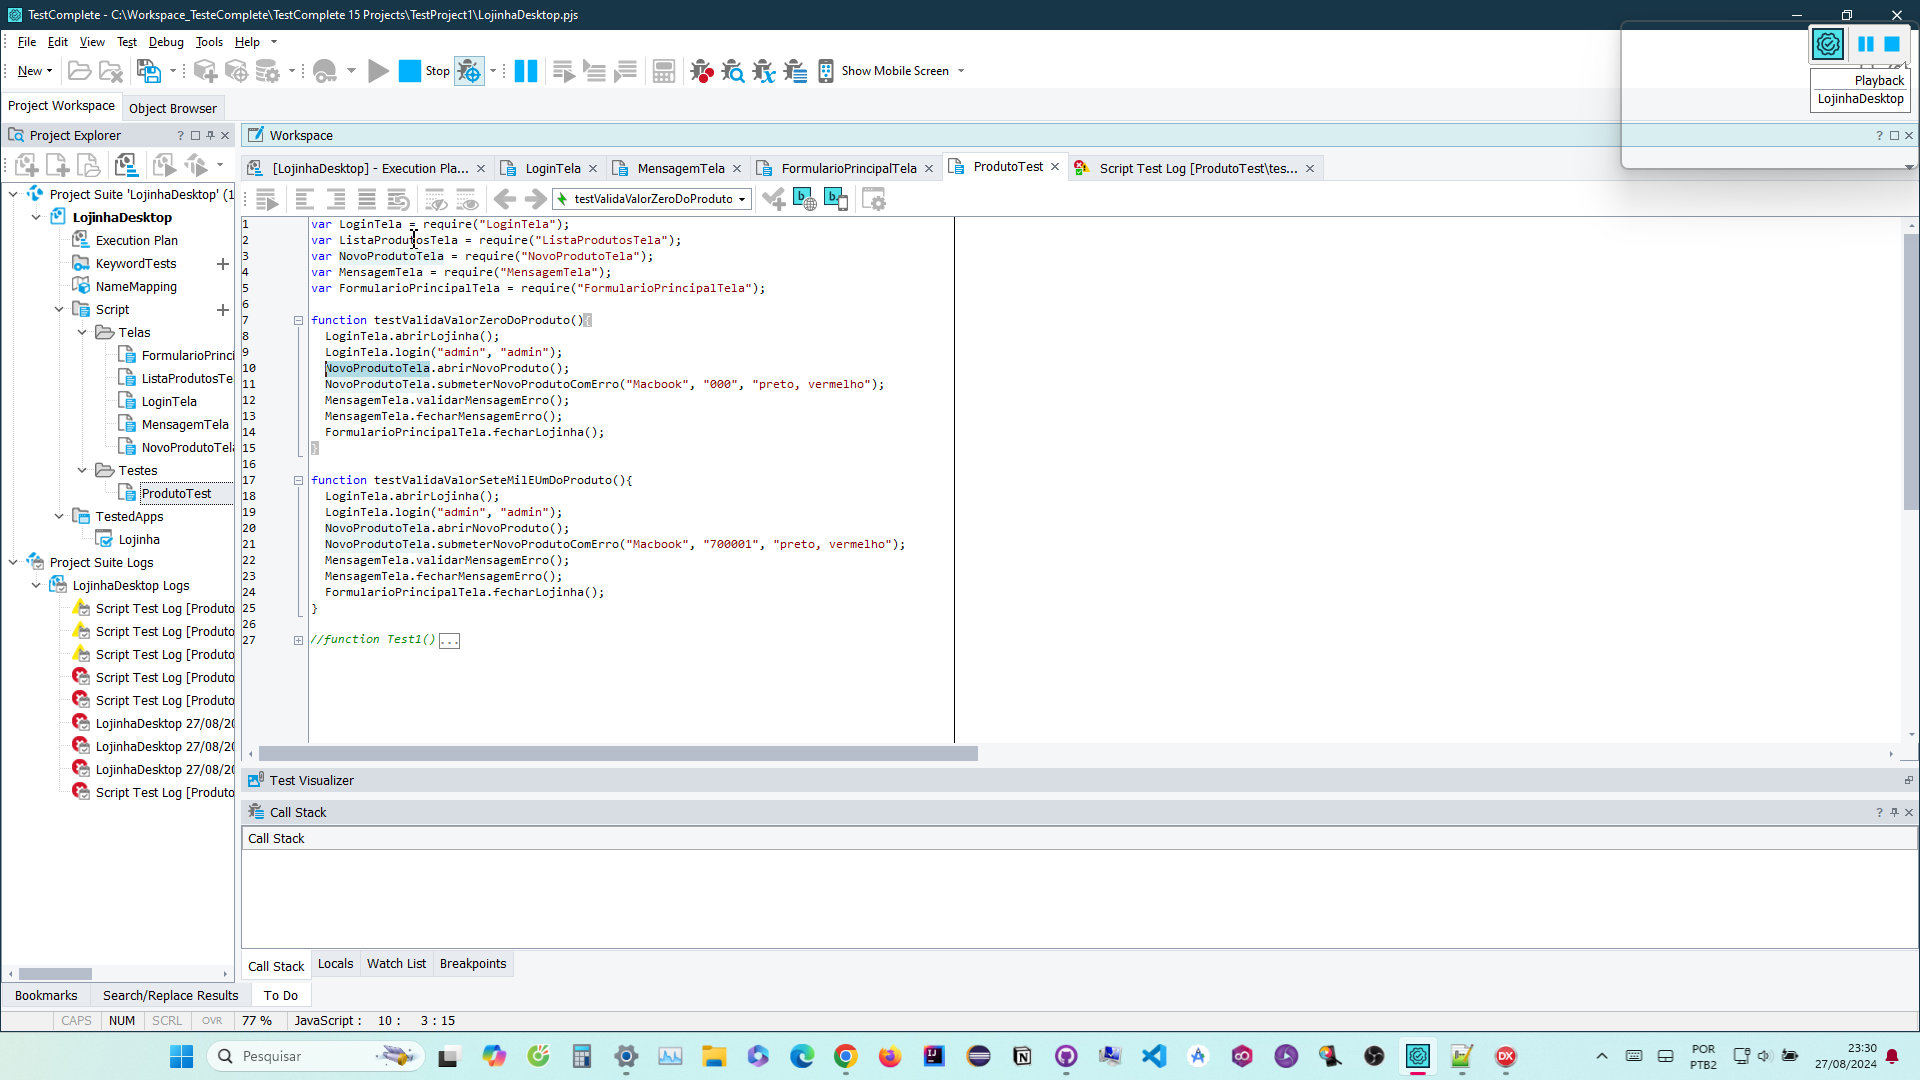 TestComplete - C:\Workspace_TesteComplete\TestComplete 15 Projects\TestProject1\LojinhaDesktop.pjs
File Edit View Test Debug Tools Help
New Stop Show Mobile Screen
Playback
LojinhaDesktop
Project Workspace Object Browser
Project Explorer
Workspace
[LojinhaDesktop] - Execution Pla... LoginTela MensagemTela FormularioPrincipalTela ProdutoTest Script Test Log [ProdutoTest\tes...
testValidaValorZeroDoProduto
Project Suite 'LojinhaDesktop' (1
LojinhaDesktop
Execution Plan
KeywordTests
NameMapping
Script
Telas
FormularioPrinci
ListaProdutosTe
LoginTela
MensagemTela
NovoProdutoTela
Testes
ProdutoTest
TestedApps
Lojinha
Project Suite Logs
LojinhaDesktop Logs
Script Test Log [Produto
Script Test Log [Produto
Script Test Log [Produto
Script Test Log [Produto
Script Test Log [Produto
LojinhaDesktop 27/08/20
LojinhaDesktop 27/08/20
LojinhaDesktop 27/08/20
Script Test Log [Produto
1 var LoginTela = require("LoginTela");
2 var ListaProdutosTela = require("ListaProdutosTela");
3 var NovoProdutoTela = require("NovoProdutoTela");
4 var MensagemTela = require("MensagemTela");
5 var FormularioPrincipalTela = require("FormularioPrincipalTela");
6
7 function testValidaValorZeroDoProduto(){
8 LoginTela.abrirLojinha();
9 LoginTela.login("admin", "admin");
10 NovoProdutoTela.abrirNovoProduto();
11 NovoProdutoTela.submeterNovoProdutoComErro("Macbook", "000", "preto, vermelho");
12 MensagemTela.validarMensagemErro();
13 MensagemTela.fecharMensagemErro();
14 FormularioPrincipalTela.fecharLojinha();
15 }
16
17 function testValidaValorSeteMilEUmDoProduto(){
18 LoginTela.abrirLojinha();
19 LoginTela.login("admin", "admin");
20 NovoProdutoTela.abrirNovoProduto();
21 NovoProdutoTela.submeterNovoProdutoComErro("Macbook", "700001", "preto, vermelho");
22 MensagemTela.validarMensagemErro();
23 MensagemTela.fecharMensagemErro();
24 FormularioPrincipalTela.fecharLojinha();
25 }
26
27 //function Test1() ...
Test Visualizer
Call Stack
Call Stack
Call Stack Locals Watch List Breakpoints
Bookmarks Search/Replace Results To Do
CAPS NUM SCRL OVR 77 % JavaScript : 10 : 3 : 15
Pesquisar
POR
PTB2
23:30
27/08/2024